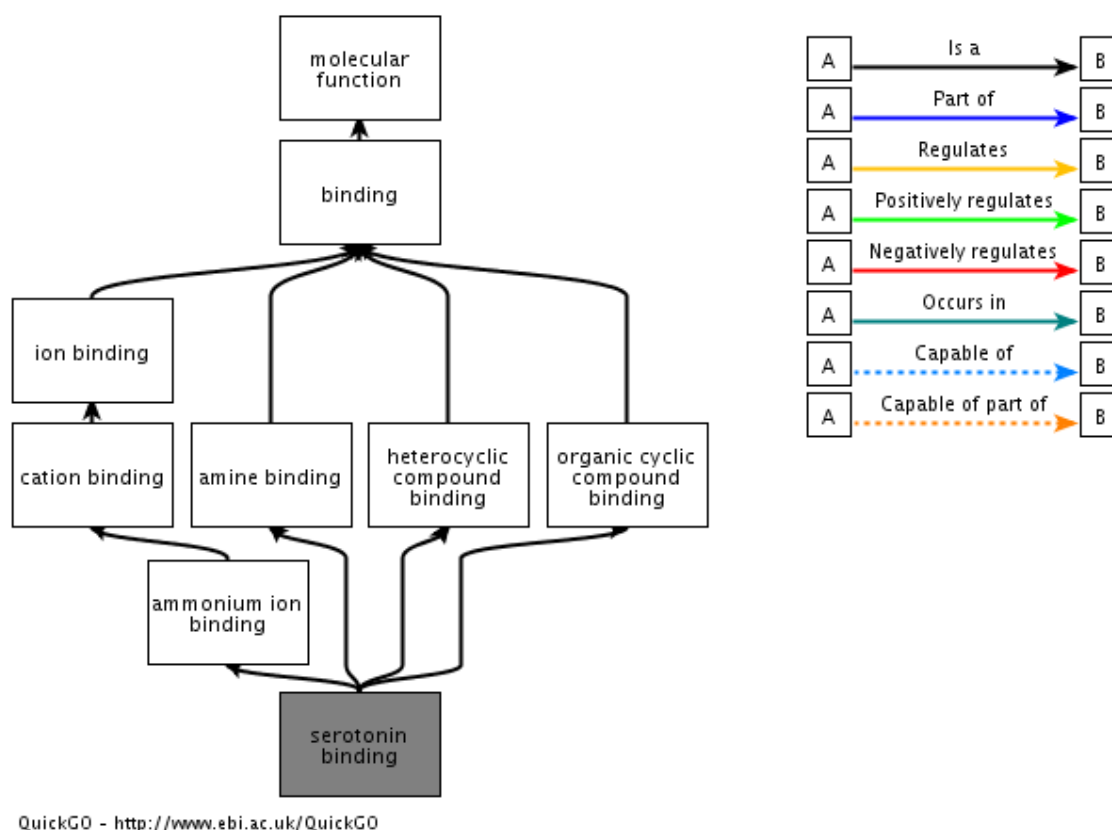 molecular
function
binding
ion binding
cation binding
amine binding
heterocyclic
compound
binding
organic cyclic
compound
binding
ammonium ion
binding
serotonin
binding
QuickGO - http://www.ebi.ac.uk/QuickGO
A Is a B
A Part of B
A Regulates B
A Positively regulates B
A Negatively regulates B
A Occurs in B
A Capable of B
A Capable of part of B